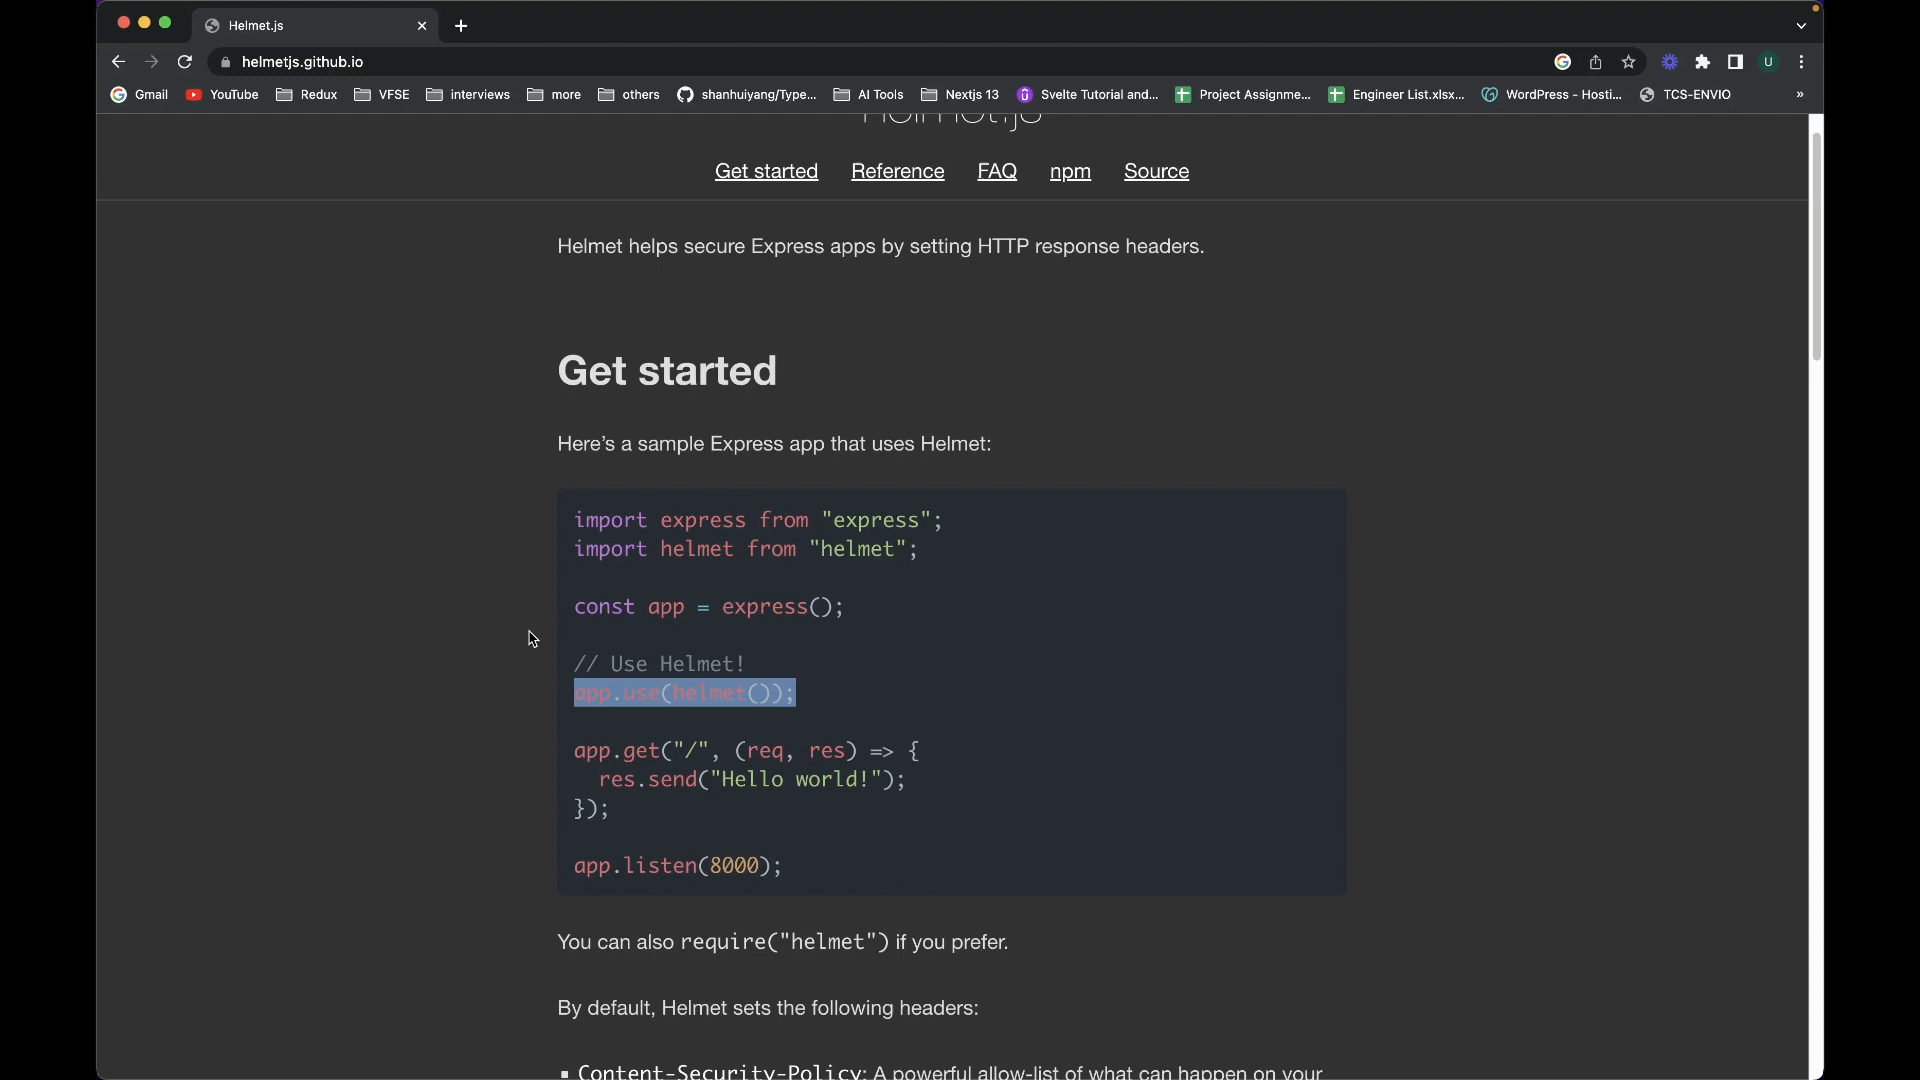 Helmet.js
helmetjs.github.io
U
Gmail YouTube Redux VFSE interviews more others shanhuiyang/Type... AI Tools Nextjs 13 Svelte Tutorial and... Project Assignme... Engineer List.xlsx... WordPress - Hosti... TCS-ENVIO »
Helmet.js
Get started Reference FAQ npm Source
Helmet helps secure Express apps by setting HTTP response headers.
Get started
Here’s a sample Express app that uses Helmet:
import express from "express";
import helmet from "helmet";
const app = express();
// Use Helmet!
app.use(helmet());
app.get("/", (req, res) => {
res.send("Hello world!");
});
app.listen(8000);
You can also require("helmet") if you prefer.
By default, Helmet sets the following headers:
▪ Content-Security-Policy: A powerful allow-list of what can happen on your